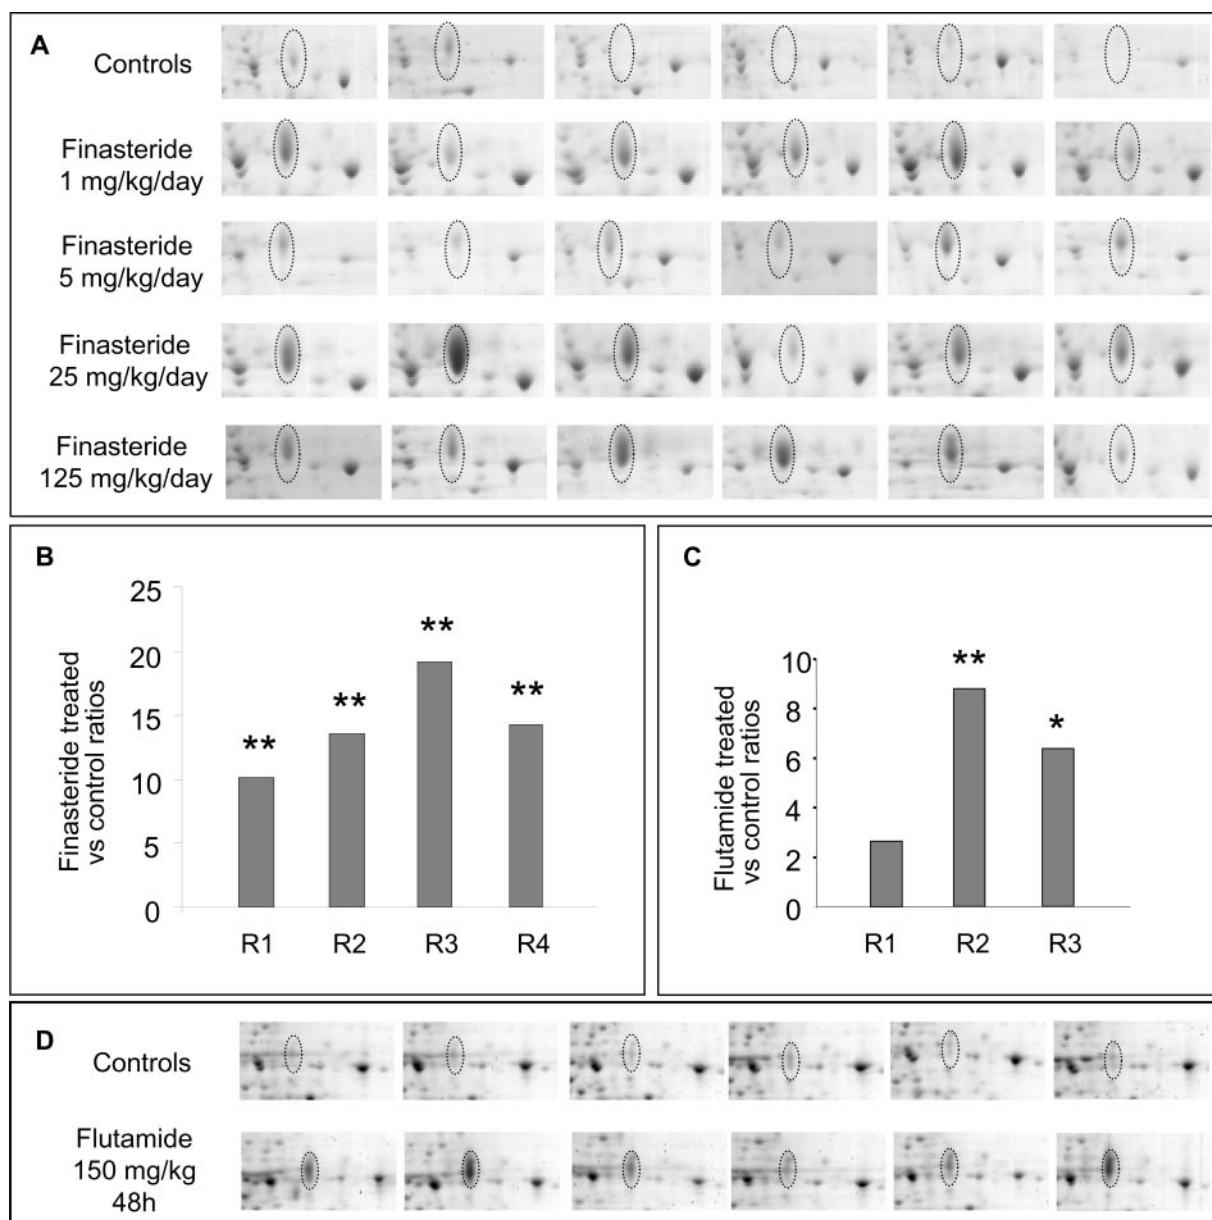 A
Controls
Finasteride
1 mg/kg/day
Finasteride
5 mg/kg/day
Finasteride
25 mg/kg/day
Finasteride
125 mg/kg/day
B
Finasteride treated
vs control ratios
25
20
15
10
5
0
**
**
**
**
R1 R2 R3 R4
C
Flutamide treated
vs control ratios
10
8
6
4
2
0
**
*
R1 R2 R3
D
Controls
Flutamide
150 mg/kg
48h